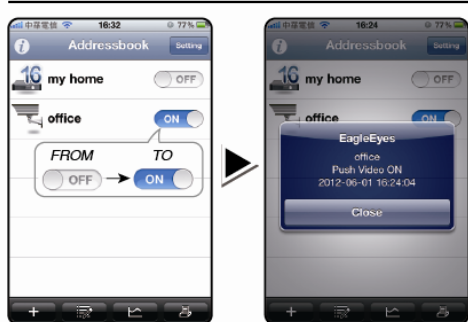 中華電信 16:32 77%
Addressbook Setting
16 my home OFF
office ON
FROM TO
OFF ON
中華電信 16:24 77%
Addressbook Setting
16 my home OFF
office ON
EagleEyes
office
Push Video ON
2012-06-01 16:24:04
Close